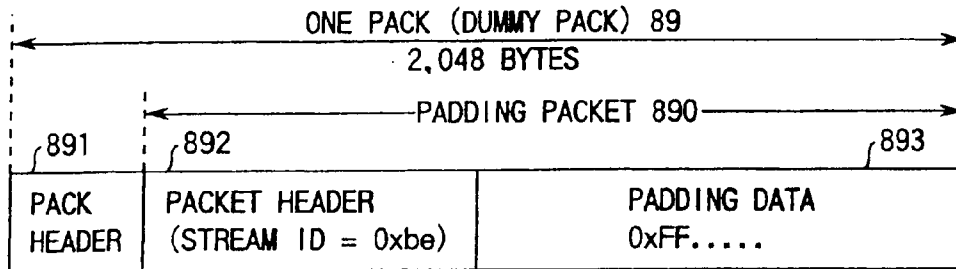 ONE PACK (DUMMY PACK) 89
2,048 BYTES
PADDING PACKET 890
891 892 893
PACK HEADER
PACKET HEADER (STREAM ID = 0xbe)
PADDING DATA 0xFF.....